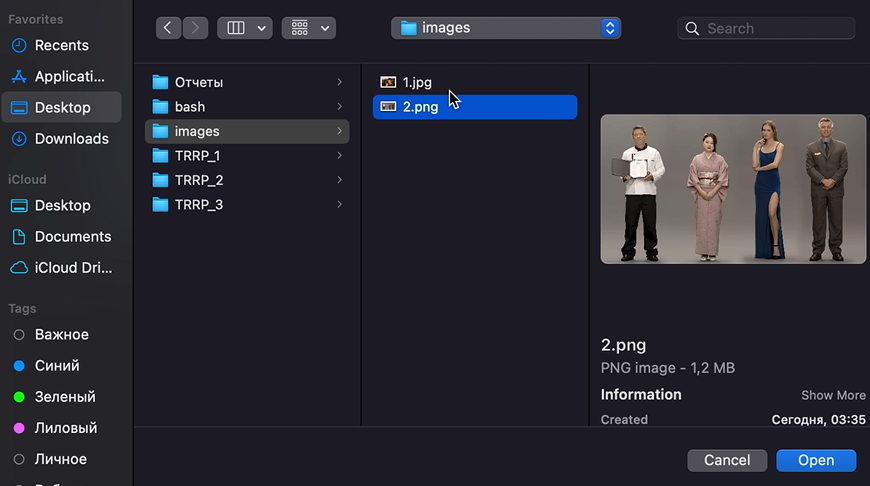 Favorites
Recents
Applicati...
Desktop
Downloads
iCloud
Desktop
Documents
iCloud Dri...
Tags
Важное
Синий
Зеленый
Лиловый
Личное
images
Search
Отчеты
bash
images
TRRP_1
TRRP_2
TRRP_3
1.jpg
2.png
2.png
PNG image - 1,2 MB
Information Show More
Created Сегодня, 03:35
Cancel Open